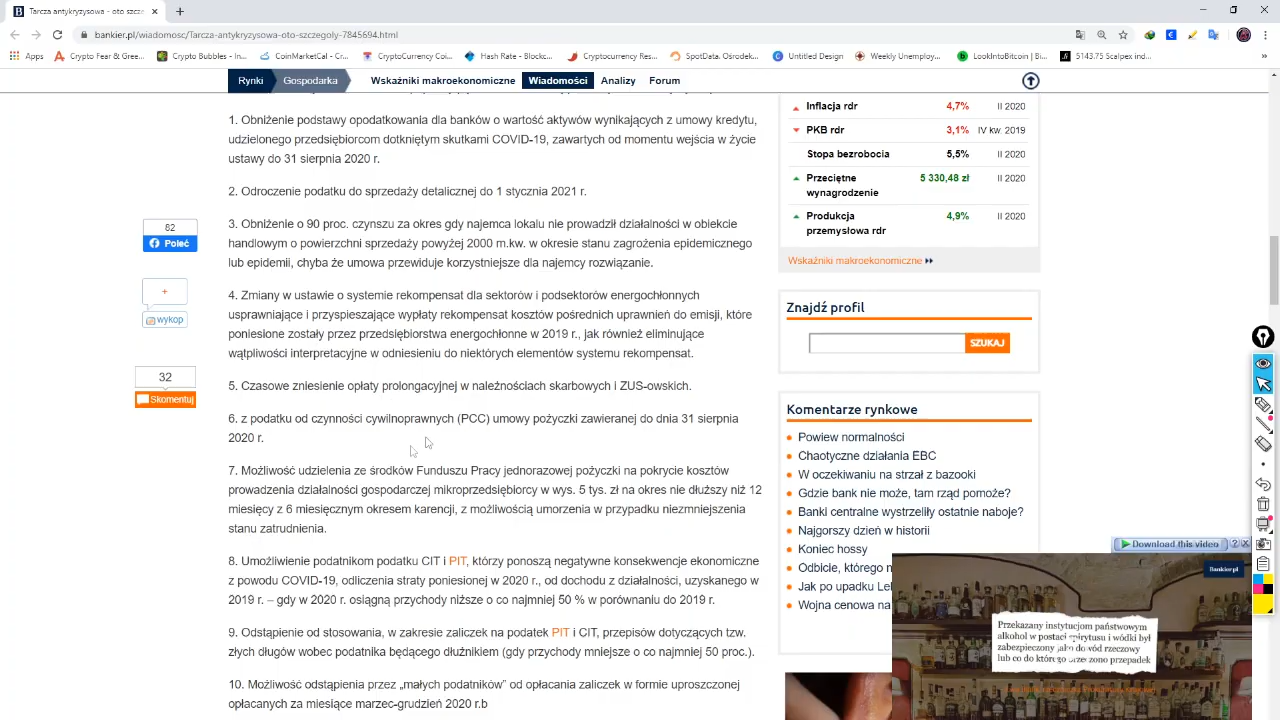 Tarcza antykryzysowa - oto szcze
bankier.pl/wiadomosc/Tarcza-antykryzysowa-oto-szczegoly-7845694.html
Apps
Crypto Fear & Gree...
Crypto Bubbles - In...
CoinMarketCal - Cr...
CryptoCurrency Coi...
Hash Rate - Blockc...
Cryptocurrency Res...
SpotData. Ośrodek...
Untitled Design
Weekly Unemploy...
LookIntoBitcoin | Bi...
5143.75 Scalpex ind...
Rynki
Gospodarka
Wskaźniki makroekonomiczne
Wiadomości
Analizy
Forum
1. Obniżenie podstawy opodatkowania dla banków o wartość aktywów wynikających z umowy kredytu,
udzielonego przedsiębiorcom dotkniętym skutkami COVID-19, zawartych od momentu wejścia w życie
ustawy do 31 sierpnia 2020 r.
2. Odroczenie podatku do sprzedaży detalicznej do 1 stycznia 2021 r.
3. Obniżenie o 90 proc. czynszu za okres gdy najemca lokalu nie prowadził działalności w obiekcie
handlowym o powierzchni sprzedaży powyżej 2000 m.kw. w okresie stanu zagrożenia epidemicznego
lub epidemii, chyba że umowa przewiduje korzystniejsze dla najemcy rozwiązanie.
4. Zmiany w ustawie o systemie rekompensat dla sektorów i podsektorów energochłonnych
usprawniające i przyspieszające wypłaty rekompensat kosztów pośrednich uprawnień do emisji, które
poniesione zostały przez przedsiębiorstwa energochłonne w 2019 r., jak również eliminujące
wątpliwości interpretacyjne w odniesieniu do niektórych elementów systemu rekompensat.
5. Czasowe zniesienie opłaty prolongacyjnej w należnościach skarbowych i ZUS-owskich.
6. z podatku od czynności cywilnoprawnych (PCC) umowy pożyczki zawieranej do dnia 31 sierpnia
2020 r.
7. Możliwość udzielenia ze środków Funduszu Pracy jednorazowej pożyczki na pokrycie kosztów
prowadzenia działalności gospodarczej mikroprzedsiębiorcy w wys. 5 tys. zł na okres nie dłuższy niż 12
miesięcy z 6 miesięcznym okresem karencji, z możliwością umorzenia w przypadku niezmniejszenia
stanu zatrudnienia.
8. Umożliwienie podatnikom podatku CIT i PIT, którzy ponoszą negatywne konsekwencje ekonomiczne
z powodu COVID-19, odliczenia straty poniesionej w 2020 r., od dochodu z działalności, uzyskanego w
2019 r. – gdy w 2020 r. osiągną przychody niższe o co najmniej 50 % w porównaniu do 2019 r.
9. Odstąpienie od stosowania, w zakresie zaliczek na podatek PIT i CIT, przepisów dotyczących tzw.
złych długów wobec podatnika będącego dłużnikiem (gdy przychody mniejsze o co najmniej 50 proc.).
10. Możliwość odstąpienia przez „małych podatników” od opłacania zaliczek w formie uproszczonej
opłacanych za miesiące marzec-grudzień 2020 r.b
82
Poleć
+
wykop
32
Skomentuj
Inflacja rdr 4,7% II 2020
PKB rdr 3,1% IV kw. 2019
Stopa bezrobocia 5,5% II 2020
Przeciętne 5 330,48 zł II 2020
wynagrodzenie
Produkcja 4,9% II 2020
przemysłowa rdr
Wskaźniki makroekonomiczne
Znajdź profil
SZUKAJ
Komentarze rynkowe
Powiew normalności
Chaotyczne działania EBC
W oczekiwaniu na strzał z bazooki
Gdzie bank nie może, tam rząd pomoże?
Banki centralne wystrzeliły ostatnie naboje?
Najgorszy dzień w historii
Koniec hossy
Odbicie, którego n
Jak po upadku Leh
Wojna cenowa na
Download this video ? X
Bankier.pl
Przekazany instytucjom państwowym
alkohol w postaci spirytusu i wódki był
zabezpieczony jako dowód rzeczowy
lub co do którego orzeczono przepadek